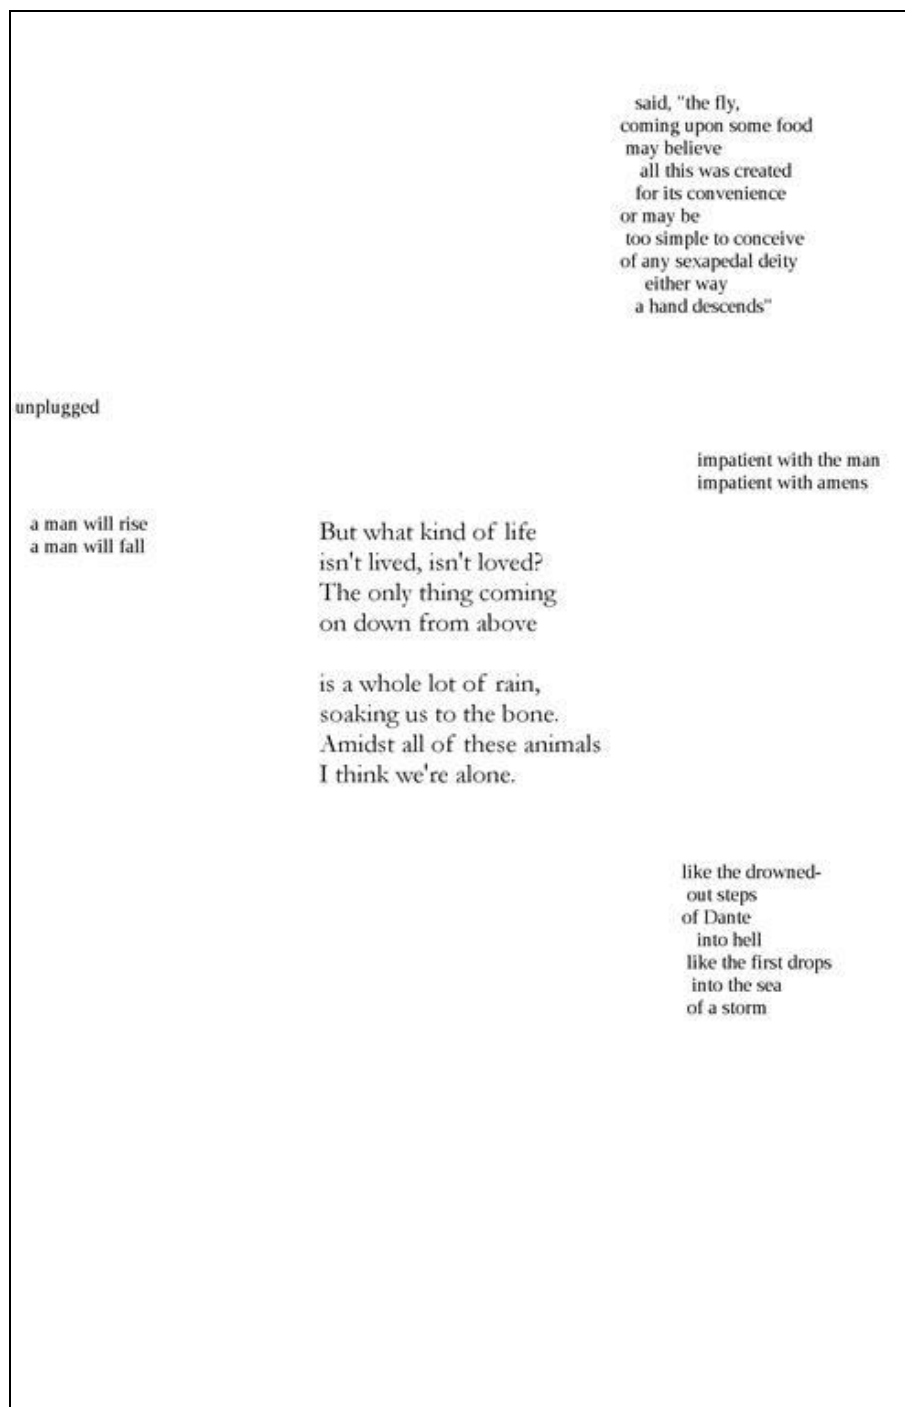 said, "the fly,
coming upon some food
may believe
all this was created
for its convenience
or may be
too simple to conceive
of any sexapedal deity
either way
a hand descends"
unplugged
impatient with the man
impatient with amens
a man will rise
a man will fall
But what kind of life
isn't lived, isn't loved?
The only thing coming
on down from above
is a whole lot of rain,
soaking us to the bone.
Amidst all of these animals
I think we're alone.
like the drowned-
out steps
of Dante
into hell
like the first drops
into the sea
of a storm